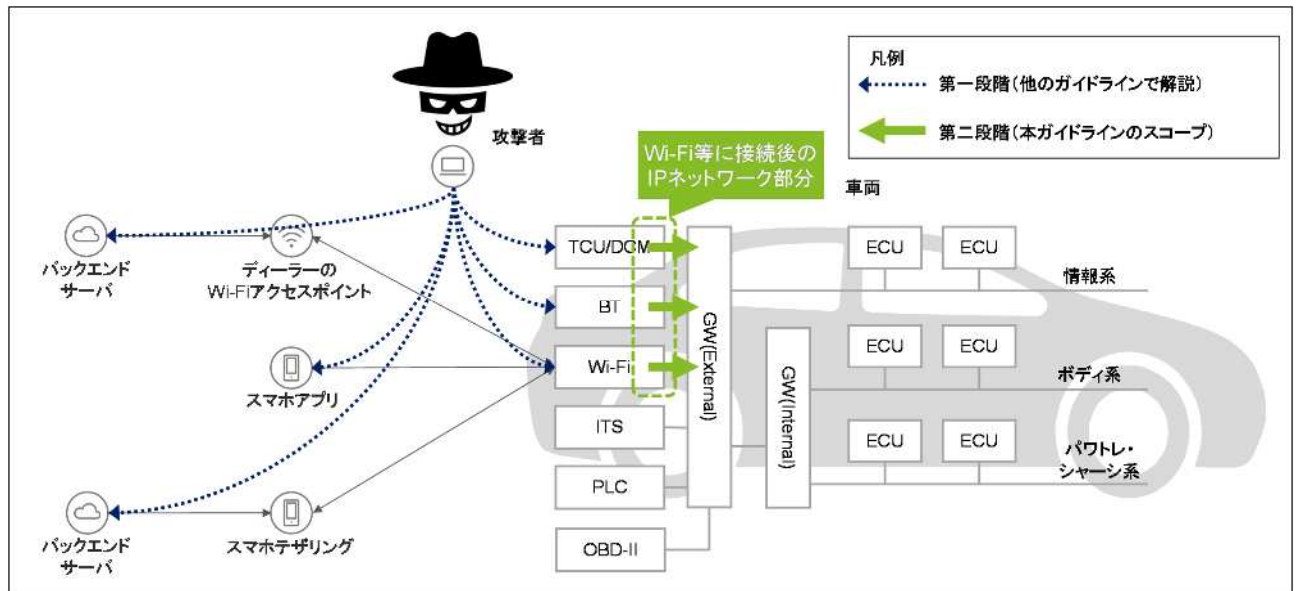 凡例
第一段階(他のガイドラインで解説)
第二段階(本ガイドラインのスコープ)
攻撃者
Wi-Fi等に接続後の
IPネットワーク部分
車両
バックエンド
サーバ
ディーラーの
Wi-Fiアクセスポイント
スマホアプリ
バックエンド
サーバ
スマホテザリング
TCU/DCM
BT
Wi-Fi
ITS
PLC
OBD-II
GW(External)
GW(Internal)
ECU
ECU
情報系
ECU
ECU
ボディ系
ECU
ECU
パワトレ・
シャーシ系